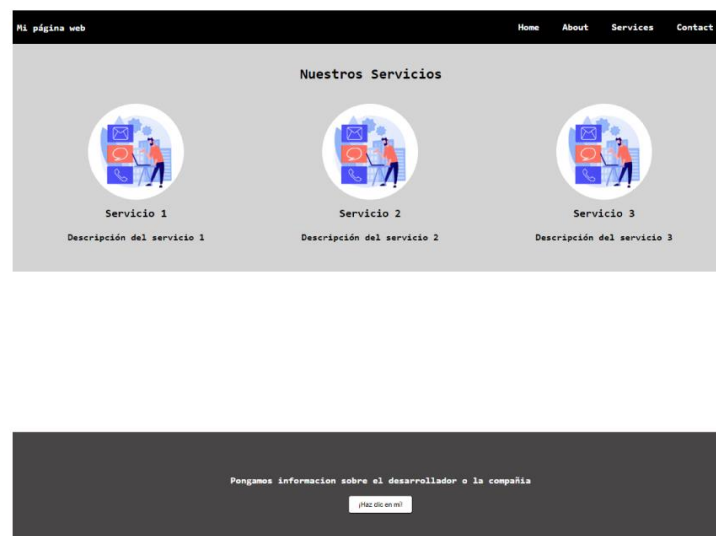 Mi página web Home About Services Contact
Nuestros Servicios
Servicio 1 Servicio 2 Servicio 3
Descripción del servicio 1 Descripción del servicio 2 Descripción del servicio 3
Pongamos informacion sobre el desarrollador o la compañia
¡Haz clic en mi!